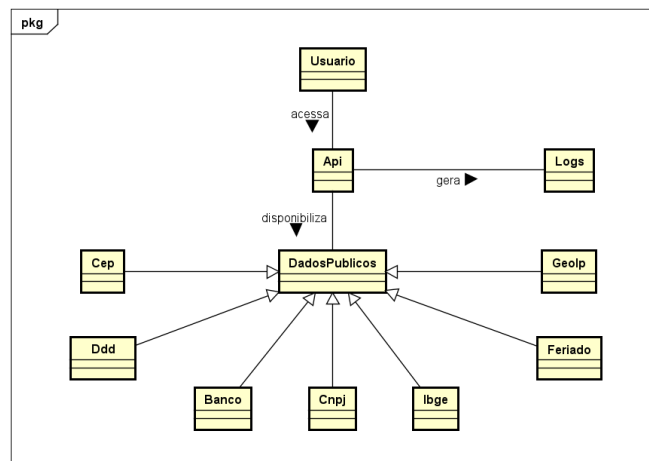 pkg
Usuario
acessa
Api
Logs
gera
disponibiliza
Cep
DadosPublicos
GeoIp
Ddd
Feriado
Banco
Cnpj
Ibge